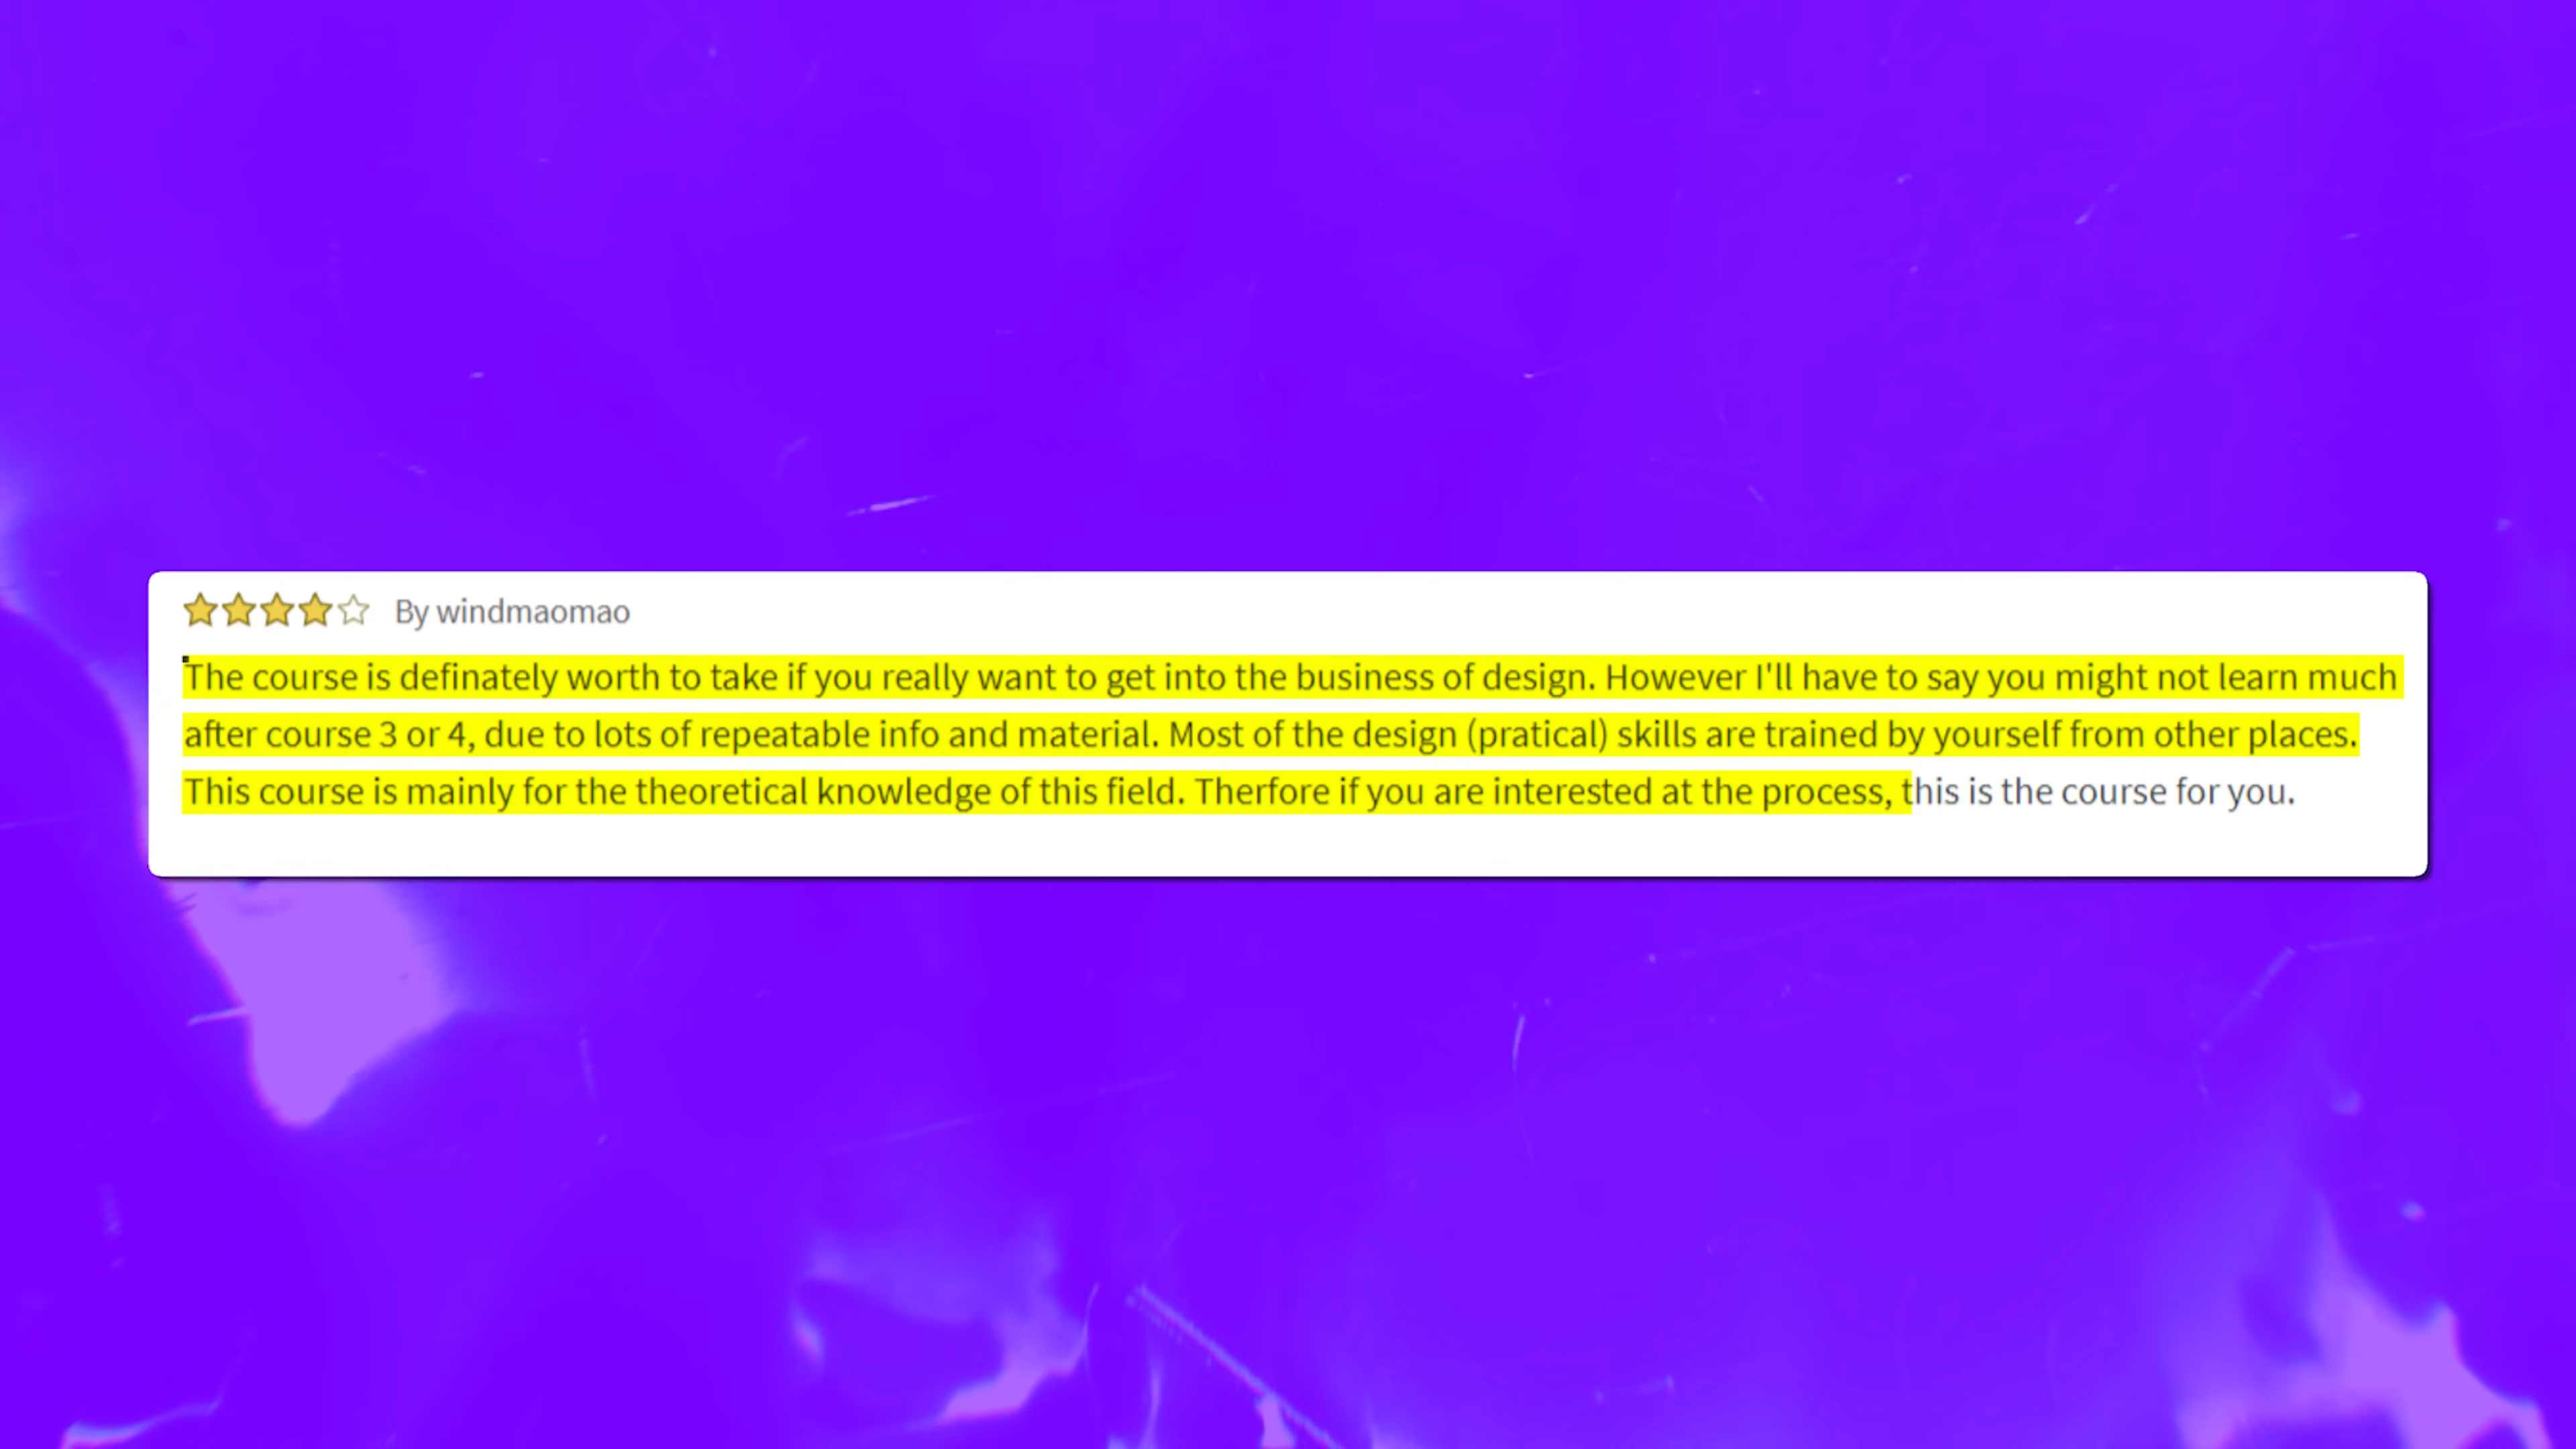 By windmaomao
The course is definately worth to take if you really want to get into the business of design. However I'll have to say you might not learn much
after course 3 or 4, due to lots of repeatable info and material. Most of the design (pratical) skills are trained by yourself from other places.
This course is mainly for the theoretical knowledge of this field. Therfore if you are interested at the process, this is the course for you.